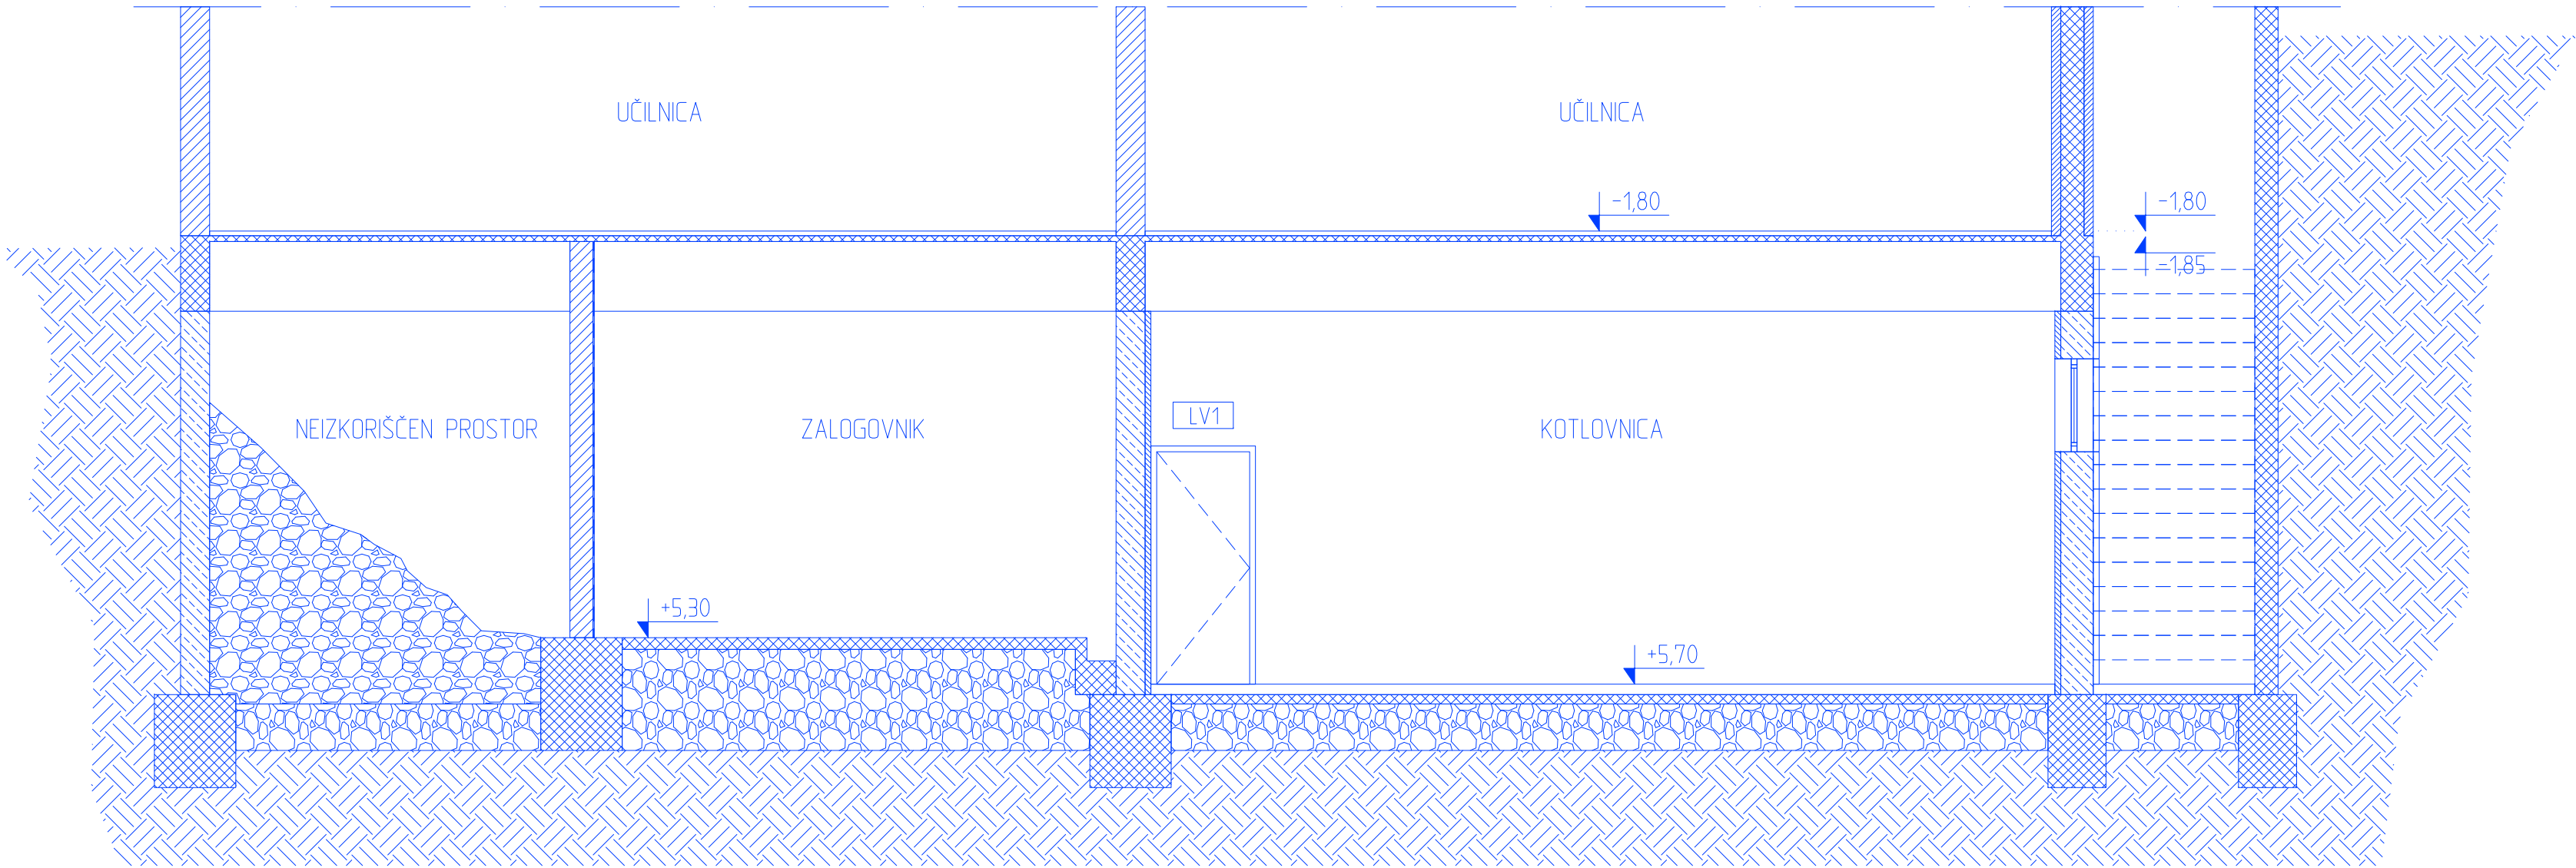 UČILNICA
UČILNICA
-1,80
-1,80
-1,85
LV1
NEIZKORIŠČEN PROSTOR
ZALOGOVNIK
KOTLOVNICA
+5,30
+5,70